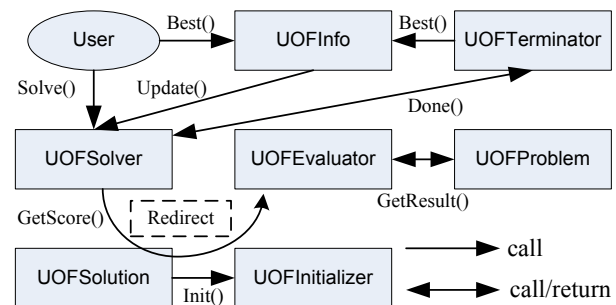 User
Best()
UOFInfo
Best()
UOFTerminator
Solve()
Update()
Done()
UOFSolver
UOFEvaluator
UOFProblem
GetScore()
Redirect
GetResult()
UOFSolution
Init()
UOFInitializer
call
call/return